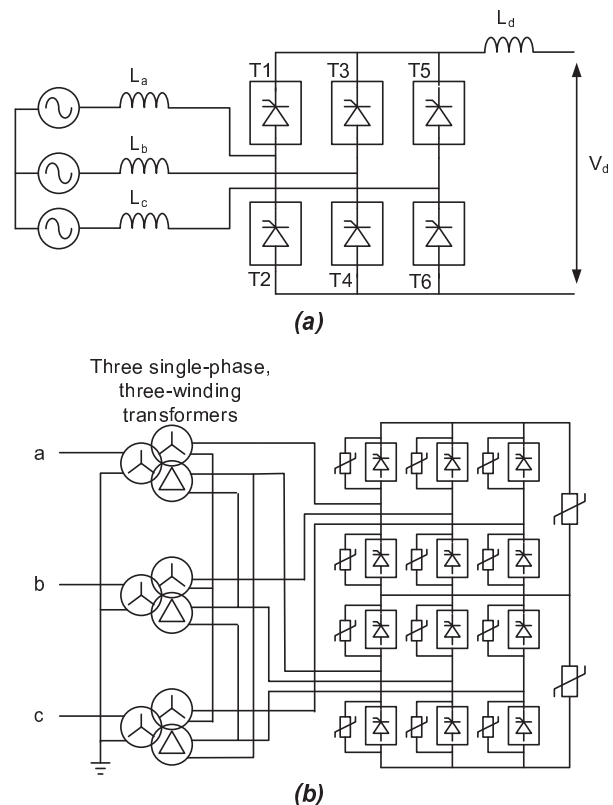 L_d
T1 T3 T5
L_a
L_b
V_d
L_c
T2 T4 T6
(a)
Three single-phase,
three-winding
transformers
a
b
c
(b)